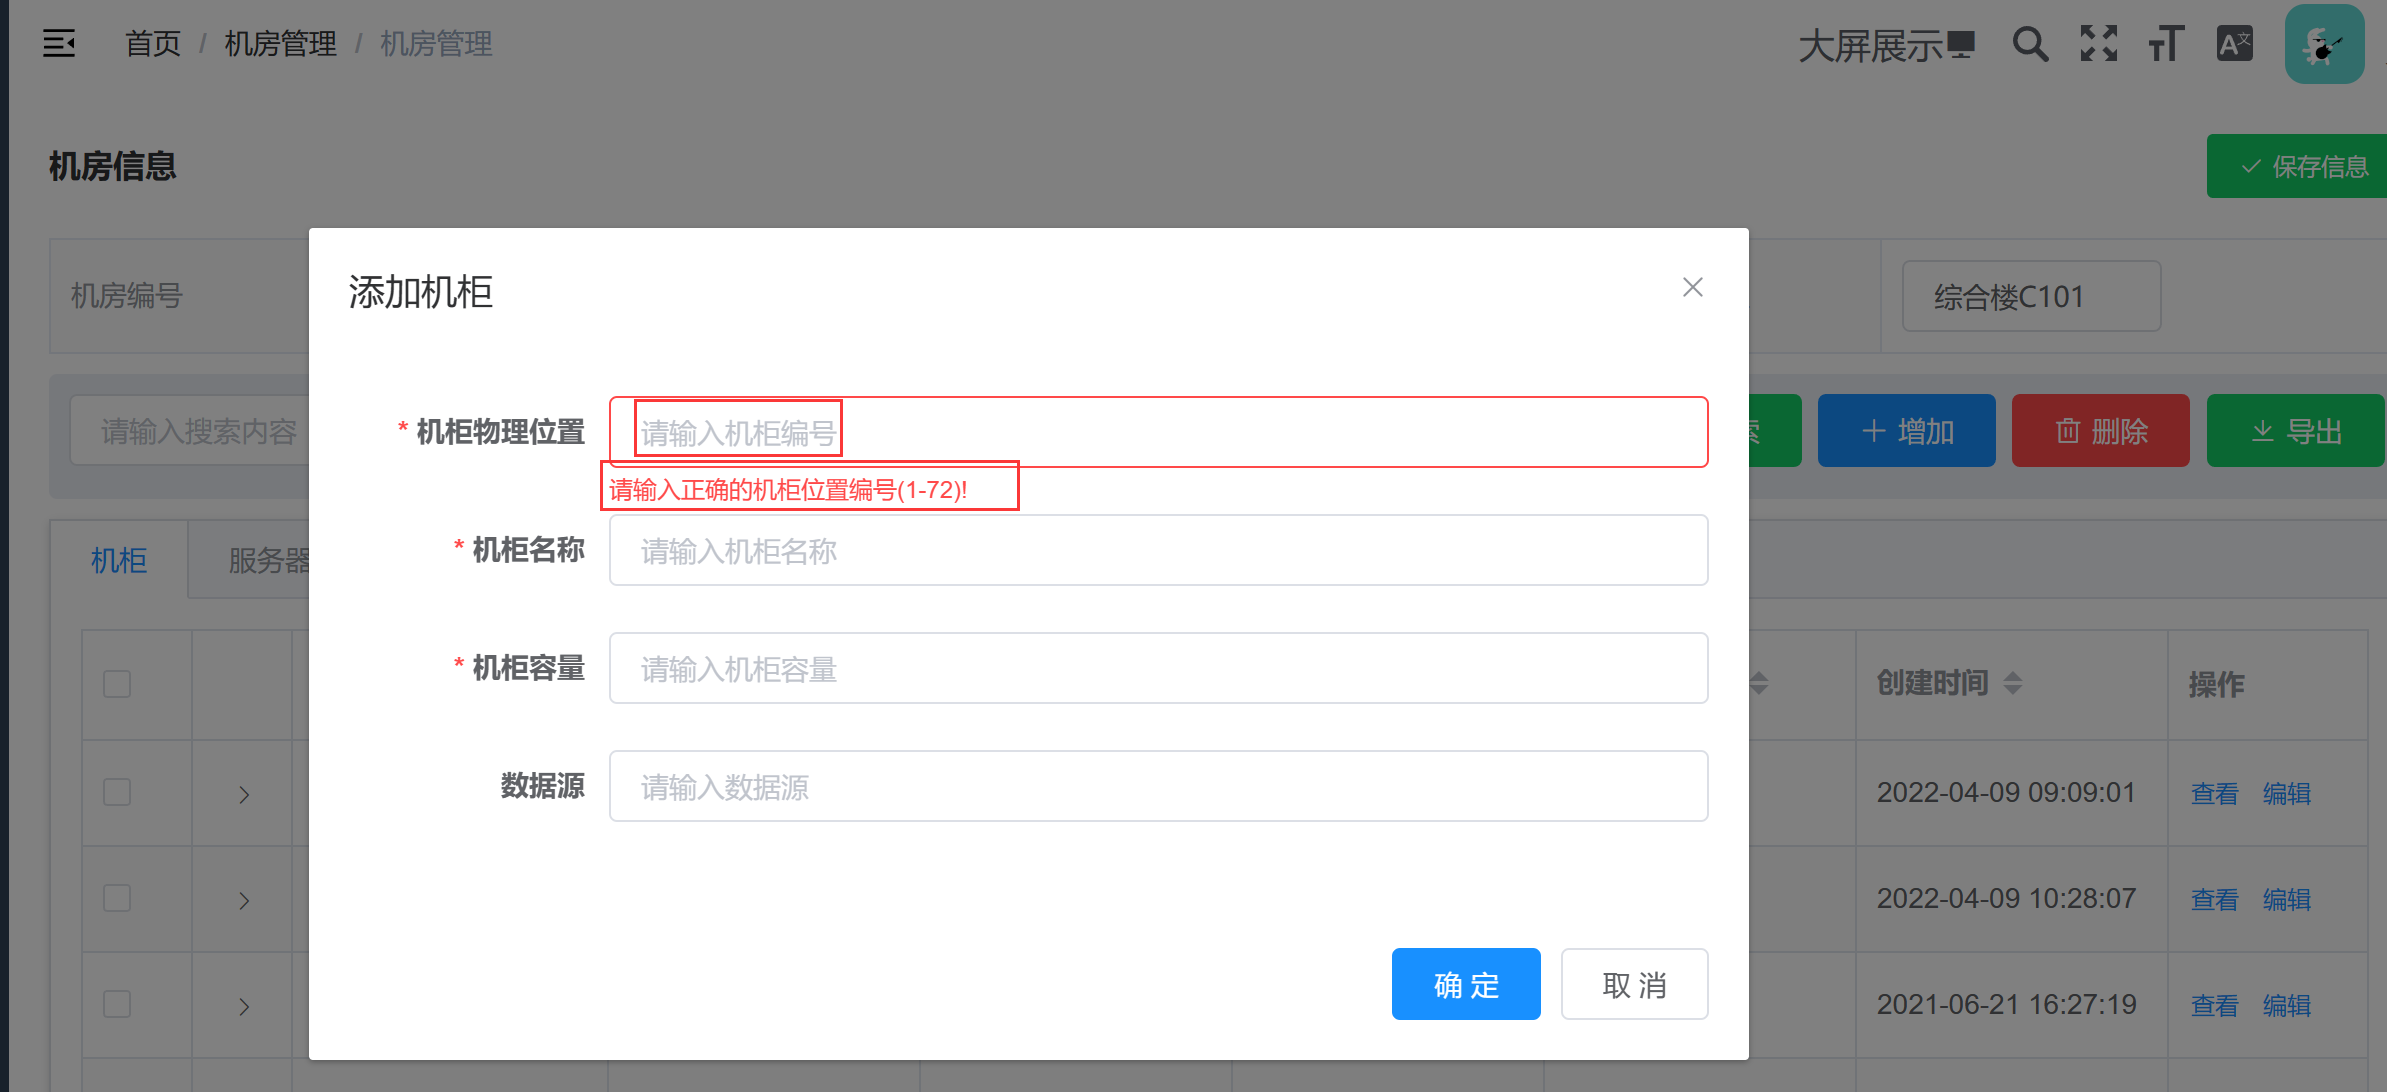 首页 / 机房管理 / 机房管理
大屏展示
机房信息
保存信息
机房编号
综合楼C101
添加机柜
请输入搜索内容
增加
删除
导出
* 机柜物理位置
请输入机柜编号
请输入正确的机柜位置编号(1-72)!
* 机柜名称
请输入机柜名称
* 机柜容量
请输入机柜容量
数据源
请输入数据源
确 定
取 消
机柜
服务器
创建时间
操作
2022-04-09 09:09:01
查看 编辑
2022-04-09 10:28:07
查看 编辑
2021-06-21 16:27:19
查看 编辑